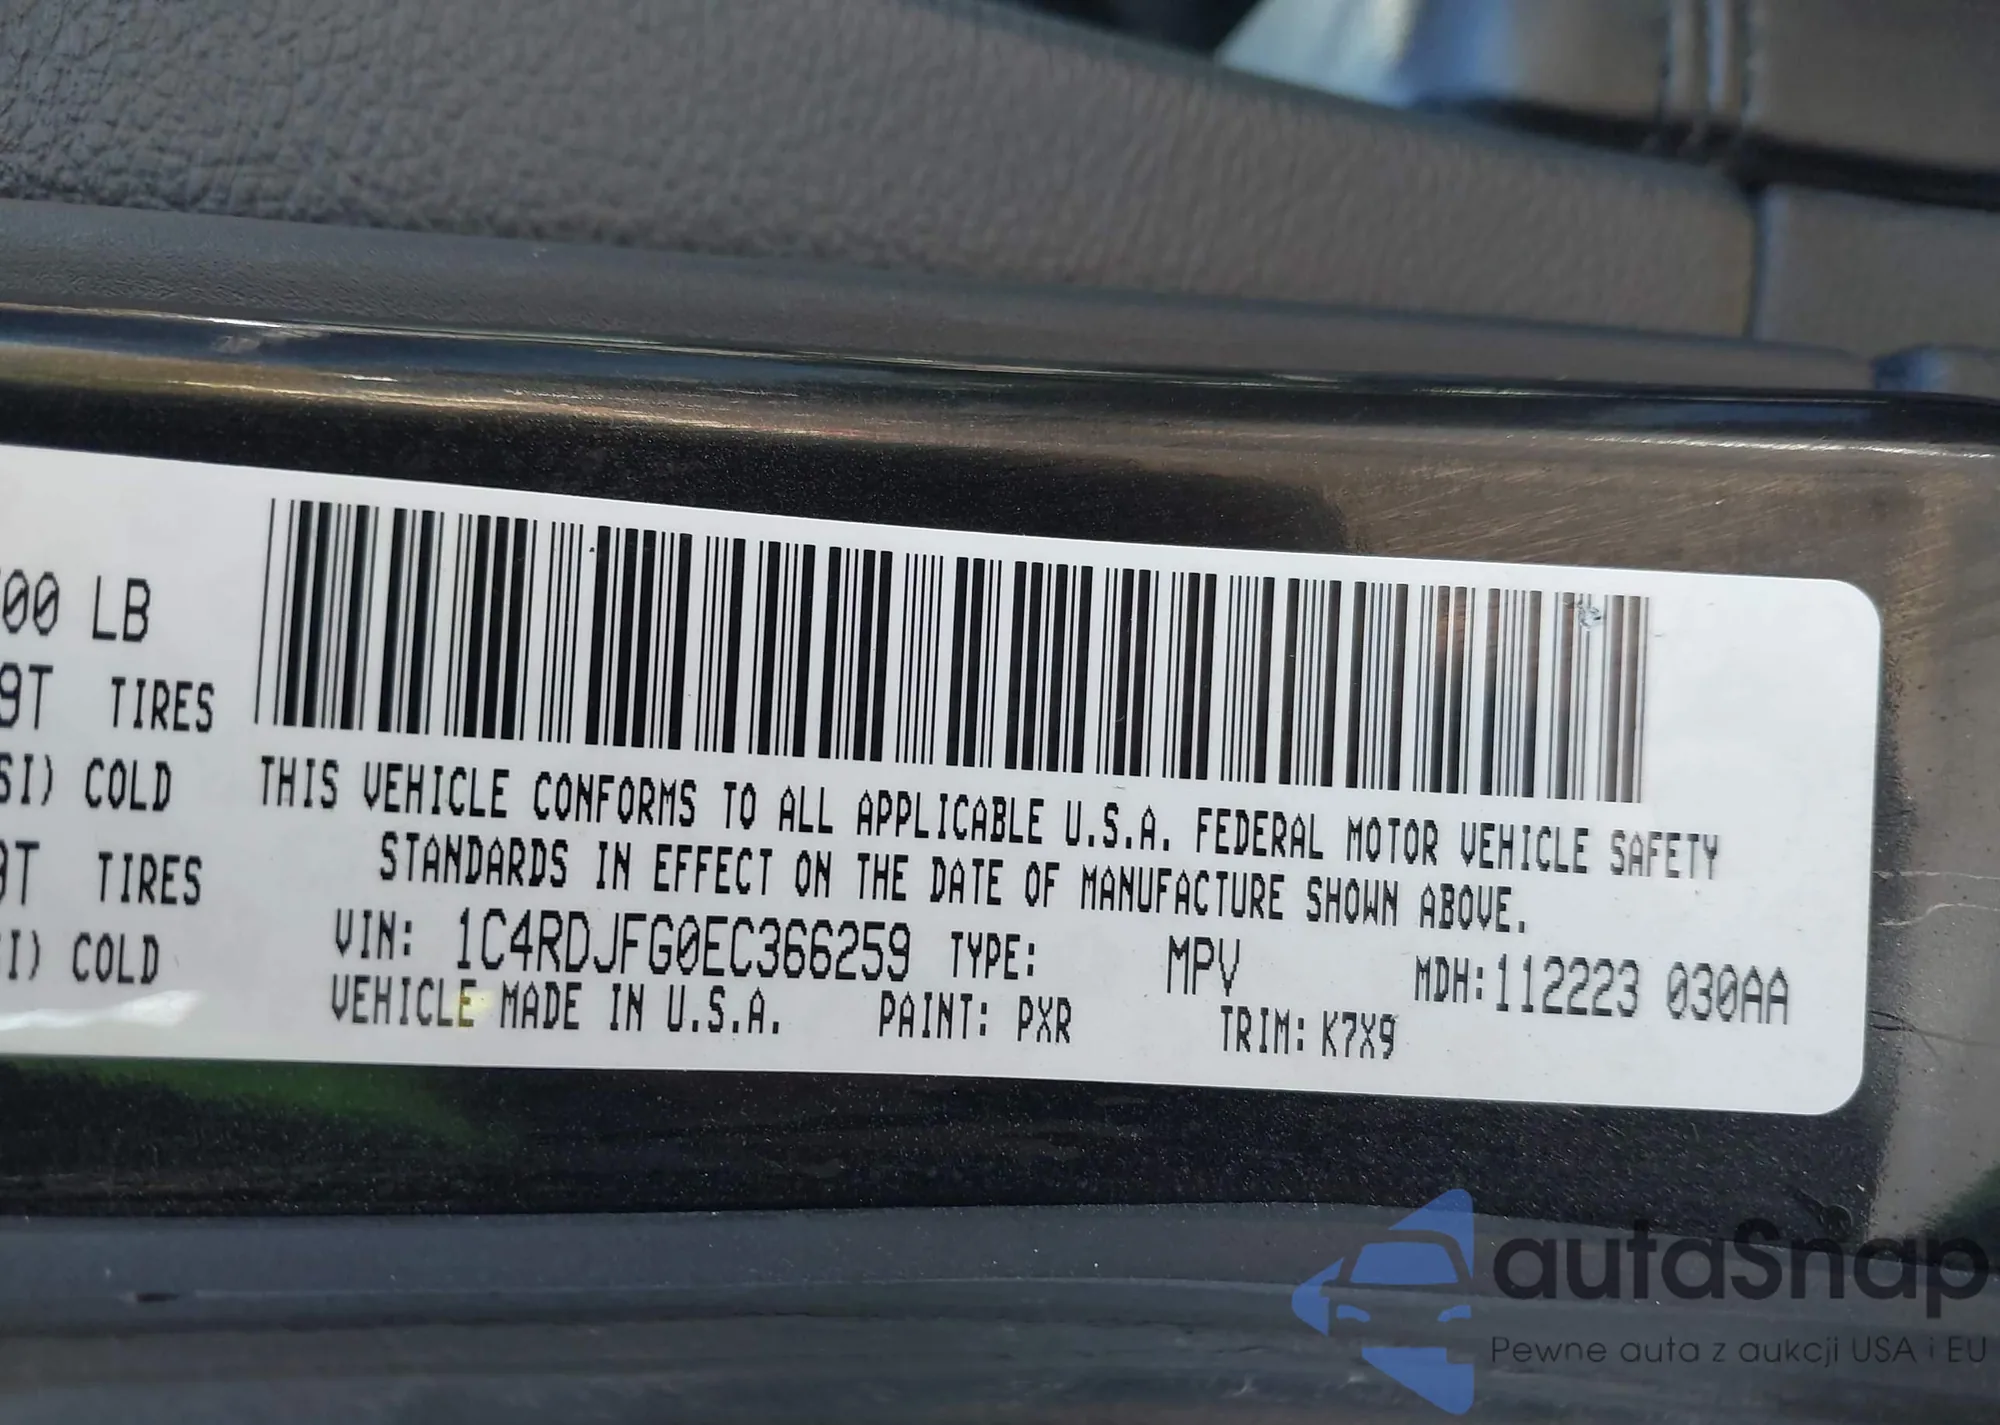 00 LB
9T TIRES
SI) COLD
9T TIRES
I) COLD
THIS VEHICLE CONFORMS TO ALL APPLICABLE U.S.A. FEDERAL MOTOR VEHICLE SAFETY
STANDARDS IN EFFECT ON THE DATE OF MANUFACTURE SHOWN ABOVE.
VIN: 1C4RDJFG0EC366259 TYPE: MPV MDH:112223 030AA
VEHICLE MADE IN U.S.A. PAINT: PXR TRIM: K7X9
autaSnap
Pewne auta z aukcji USA i EU